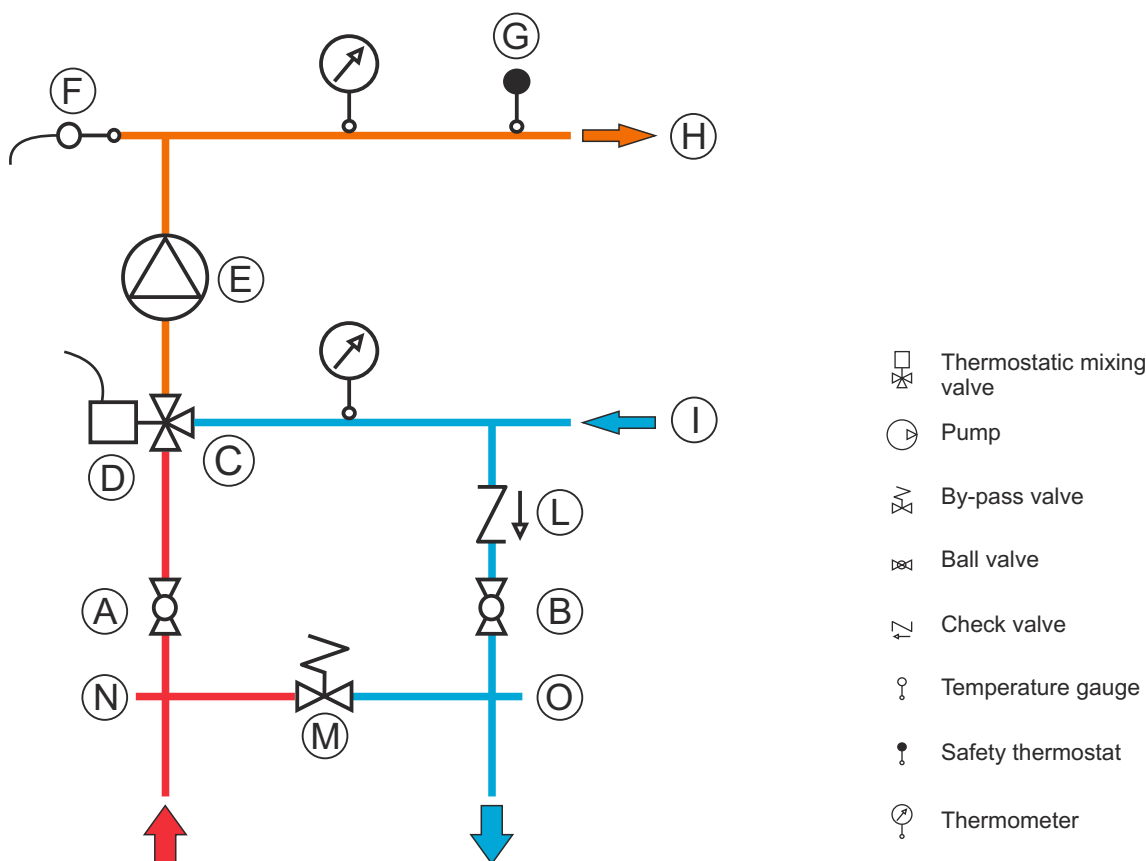 G
F
H
E
I
D
C
L
A
B
N
M
O
Thermostatic mixing
valve
Pump
By-pass valve
Ball valve
Check valve
Temperature gauge
Safety thermostat
Thermometer